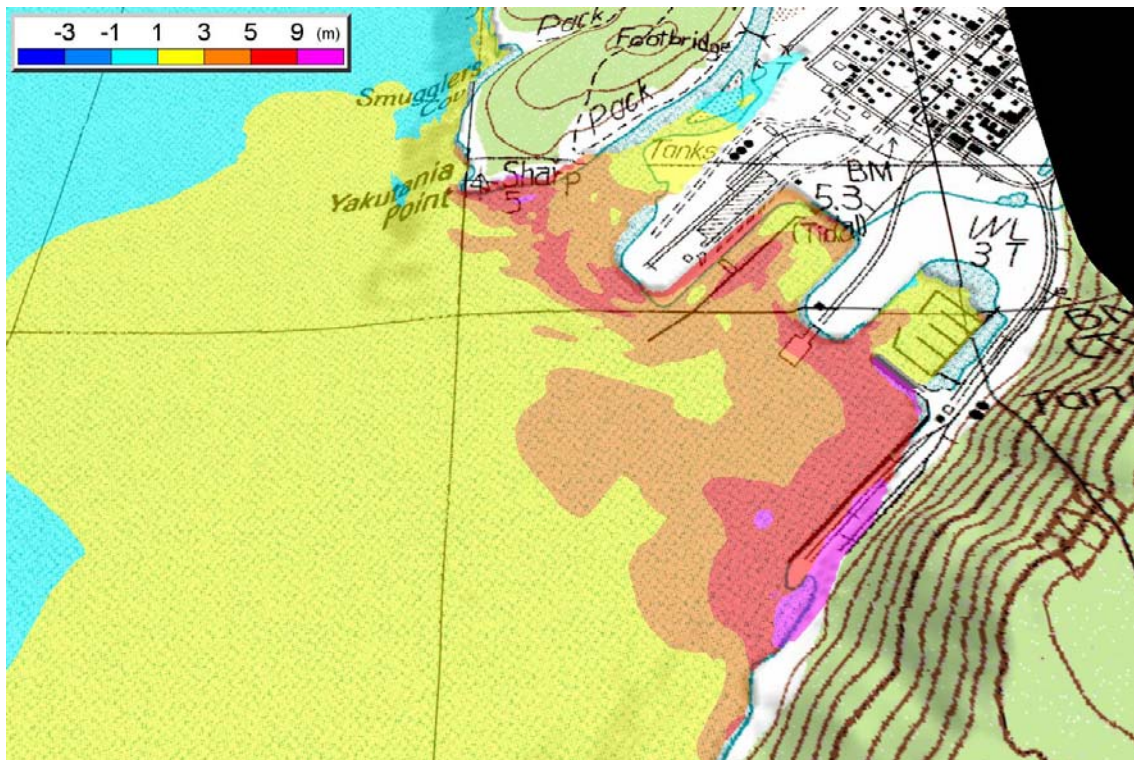 -3 -1 1 3 5 9 (m)
Pack
Footbridge
Smugglers
Cov
Pack
T
Tanks
Yakutania
Point
Sharp
5
BM
5.3
(Tidal)
WL
3 T